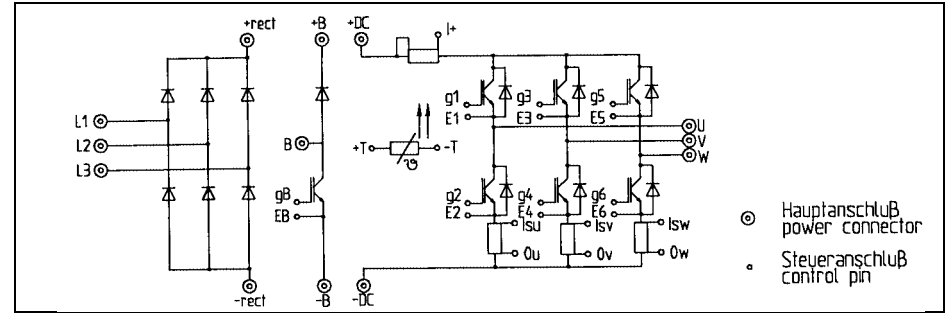 +rect +B +DC I+
g1 g3 g5
E1 E3 E5
L1
L2
L3
B
+T -T
ϑ
U
V
W
gB
EB
g2 g4 g6
E2 E4 E6
Isu Isv Isw
0u 0v 0w
-rect -B -DC
Hauptanschluß
power connector
Steueranschluß
control pin